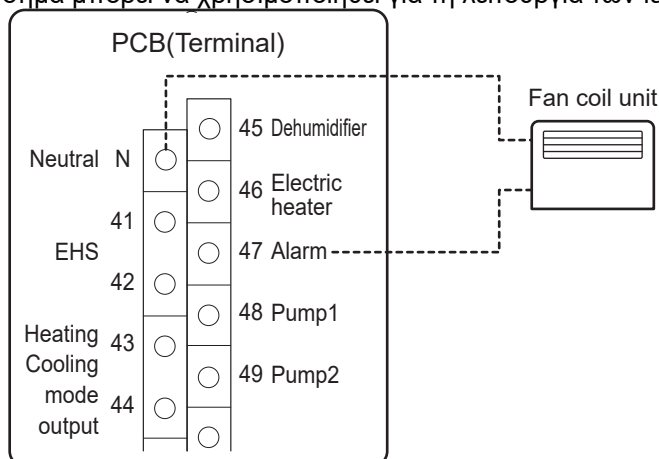 PCB(Terminal)
Fan coil unit
45 Dehumidifier
Neutral N
46 Electric
heater
41
EHS
47 Alarm
42
48 Pump1
Heating
Cooling
mode
output
43
49 Pump2
44